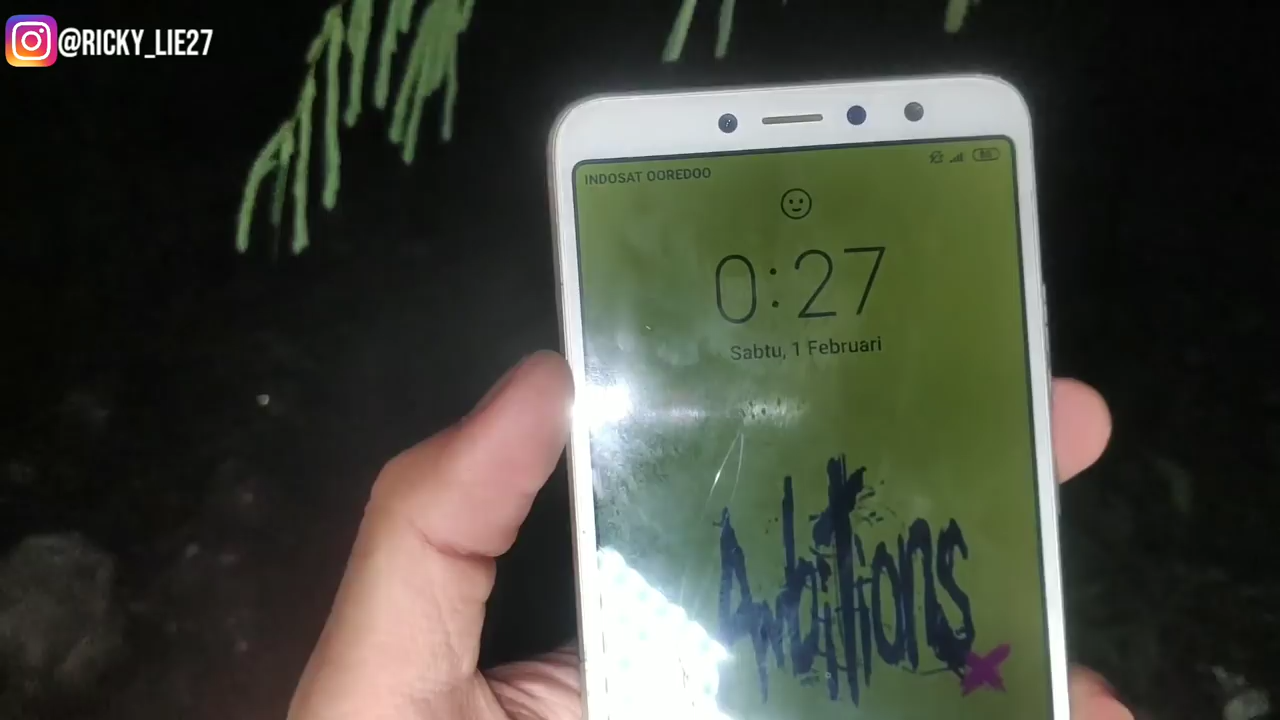 @RICKY_LIE27
INDOSAT OOREDOO
0:27
Sabtu, 1 Februari
Ambitions